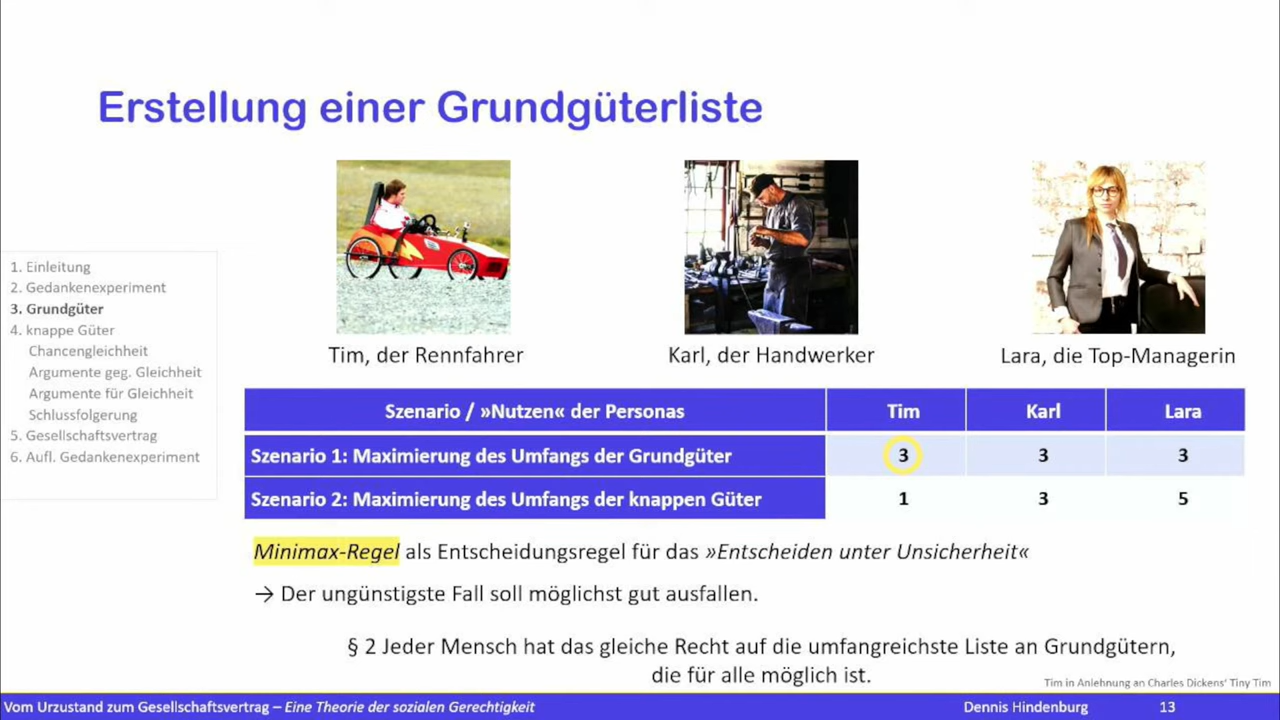 Erstellung einer Grundgüterliste
1. Einleitung
2. Gedankenexperiment
3. Grundgüter
4. knappe Güter
Chancengleichheit
Argumente geg. Gleichheit
Argumente für Gleichheit
Schlussfolgerung
5. Gesellschaftsvertrag
6. Aufl. Gedankenexperiment
Tim, der Rennfahrer
Karl, der Handwerker
Lara, die Top-Managerin
Szenario / »Nutzen« der Personas Tim Karl Lara
Szenario 1: Maximierung des Umfangs der Grundgüter 3 3 3
Szenario 2: Maximierung des Umfangs der knappen Güter 1 3 5
Minimax-Regel als Entscheidungsregel für das »Entscheiden unter Unsicherheit«
→ Der ungünstigste Fall soll möglichst gut ausfallen.
§ 2 Jeder Mensch hat das gleiche Recht auf die umfangreichste Liste an Grundgütern,
die für alle möglich ist.
Tim in Anlehnung an Charles Dickens' Tiny Tim
Vom Urzustand zum Gesellschaftsvertrag – Eine Theorie der sozialen Gerechtigkeit Dennis Hindenburg 13